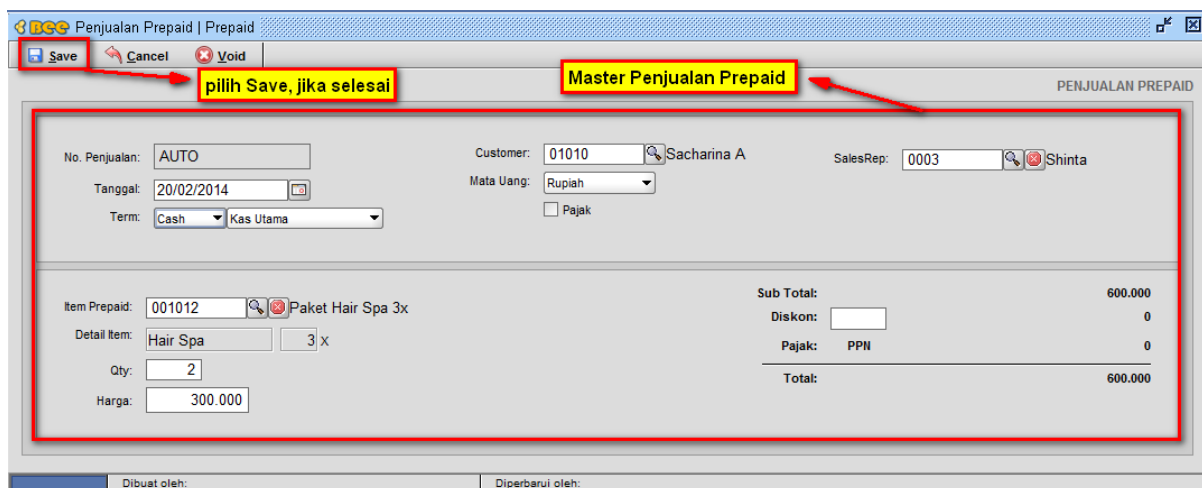 Bee Penjualan Prepaid | Prepaid
Save Cancel Void
pilih Save, jika selesai
Master Penjualan Prepaid
PENJUALAN PREPAID
No. Penjualan: AUTO
Customer: 01010 Sacharina A
SalesRep: 0003 Shinta
Tanggal: 20/02/2014
Mata Uang: Rupiah
Term: Cash Kas Utama
Pajak
Item Prepaid: 001012 Paket Hair Spa 3x
Detail Item: Hair Spa 3 x
Qty: 2
Harga: 300.000
Sub Total: 600.000
Diskon: 0
Pajak: PPN 0
Total: 600.000
Dibuat oleh: Diperbarui oleh: